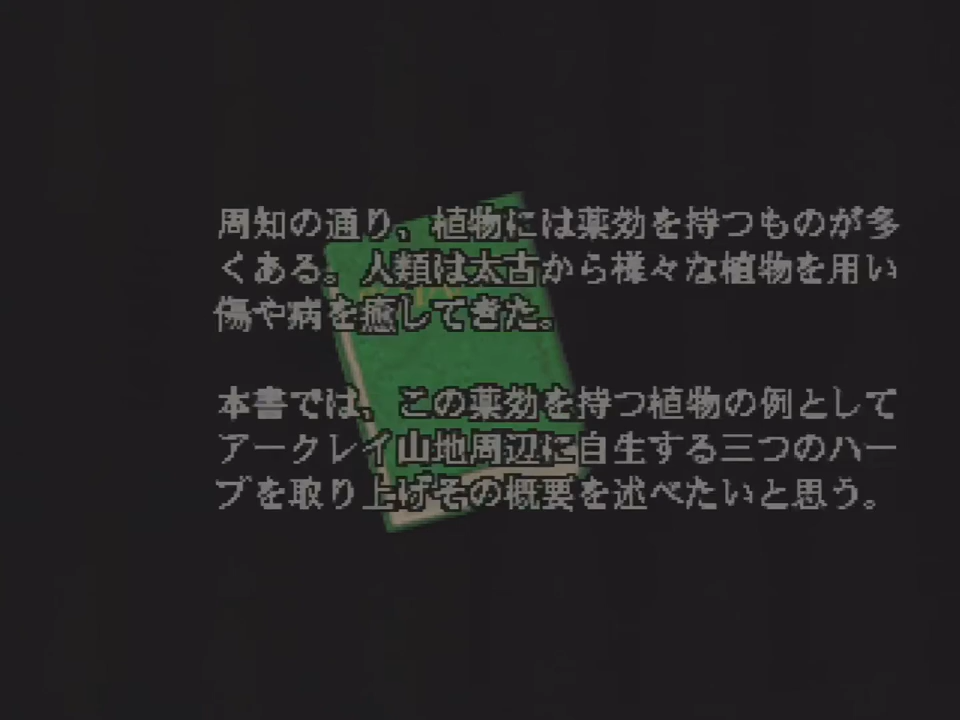 周知の通り、植物には薬効を持つものが多
くある。人類は太古から様々な植物を用い
傷や病を癒してきた。
本書では、この薬効を持つ植物の例として
アークレイ山地周辺に自生する三つのハー
ブを取り上げその概要を述べたいと思う。